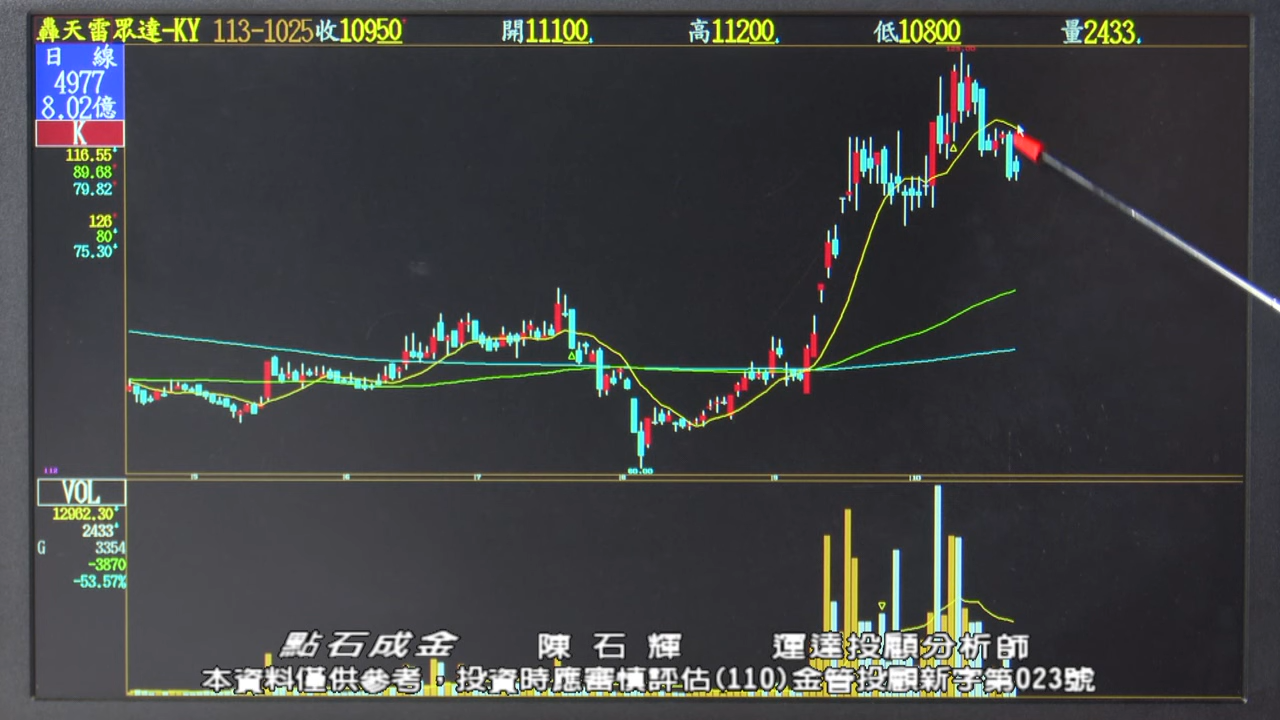 轟天雷眾達-KY 113-1025收10950 開11100. 高11200. 低10800 量2433.
日 線
4977
8.02億
K
116.55
89.68
79.82
126
80
75.30
60.00
VOL
12962.30
2433
G 3354
-3870
-53.57%
點石成金 陳石輝 運達投顧分析師
本資料僅供參考，投資時應審慎評估(110)金管投顧新字第023號